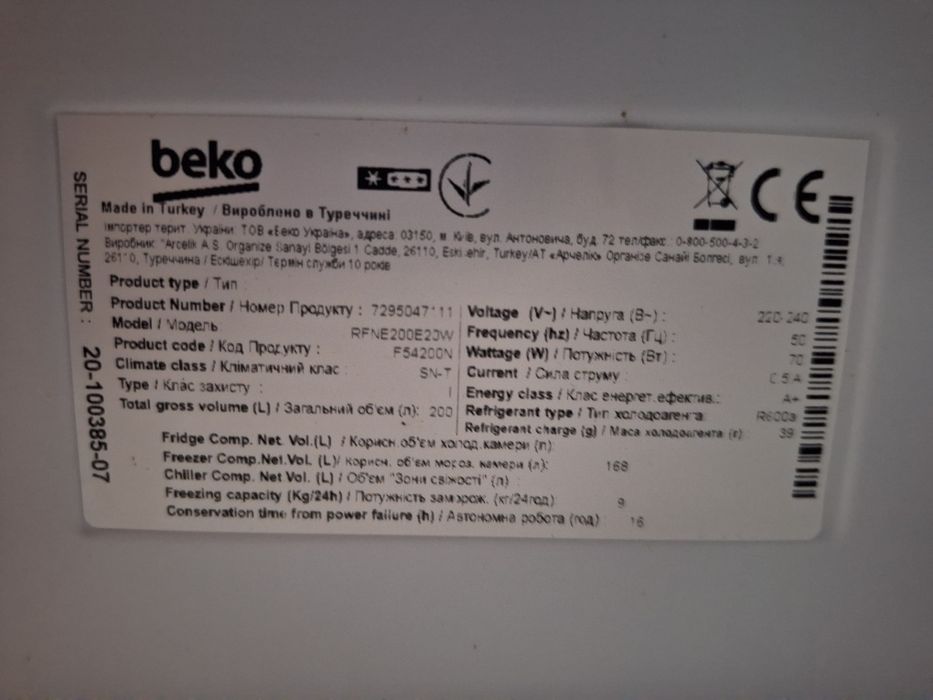 beko
CE
Made in Turkey / Вироблено в Туреччині
Імпортер терит. України: ТОВ «Беко Україна», адреса: 03150, м. Київ, вул. Антоновича, буд. 72 тел/факс.: 0-800-500-4-3-2
Виробник: "Arcelik A.S. Organize Sanayi Bölgesi 1. Cadde, 26110, Eskisehir, Turkey/АТ «Арчелік» Організе Санайі Болгесі, вул.
26110, Туреччина / Ескішехір/ Термін служби 10 років
Product type / Тип :
Product Number / Номер Продукту : 7295047111
Model / Модель RFNE200E20W
Product code / Код Продукту : F54200N
Climate class / Кліматичний клас : SN-T
Type / Клас захисту : I
Total gross volume (L) / Загальний об'єм (л): 200
Voltage (V~) / Напруга (В~) : 220-240
Frequency (hz) / Частота (Гц) : 50
Wattage (W) / Потужність (Вт) : 70
Current / Сила струму : 0.5 A
Energy class / Клас енергет.ефектив.: A+
Refrigerant type / Тип холодоагента: R600a
Refrigerant charge (g) / Маса холодоагента (г): 39
Fridge Comp. Net. Vol.(L) / Корисн.об'єм холод.камери (л):
Freezer Comp.Net.Vol. (L)/ Корисн. об'єм мороз. камери (л): 168
Chiller Comp. Net Vol. (L) / Об'єм "Зони свіжості" (л) :
Freezing capacity (Kg/24h) / Потужність заморож. (кг/24год) : 9
Conservation time from power failure (h) / Автономна робота (год) : 16
SERIAL NUMBER : 20-100385-07